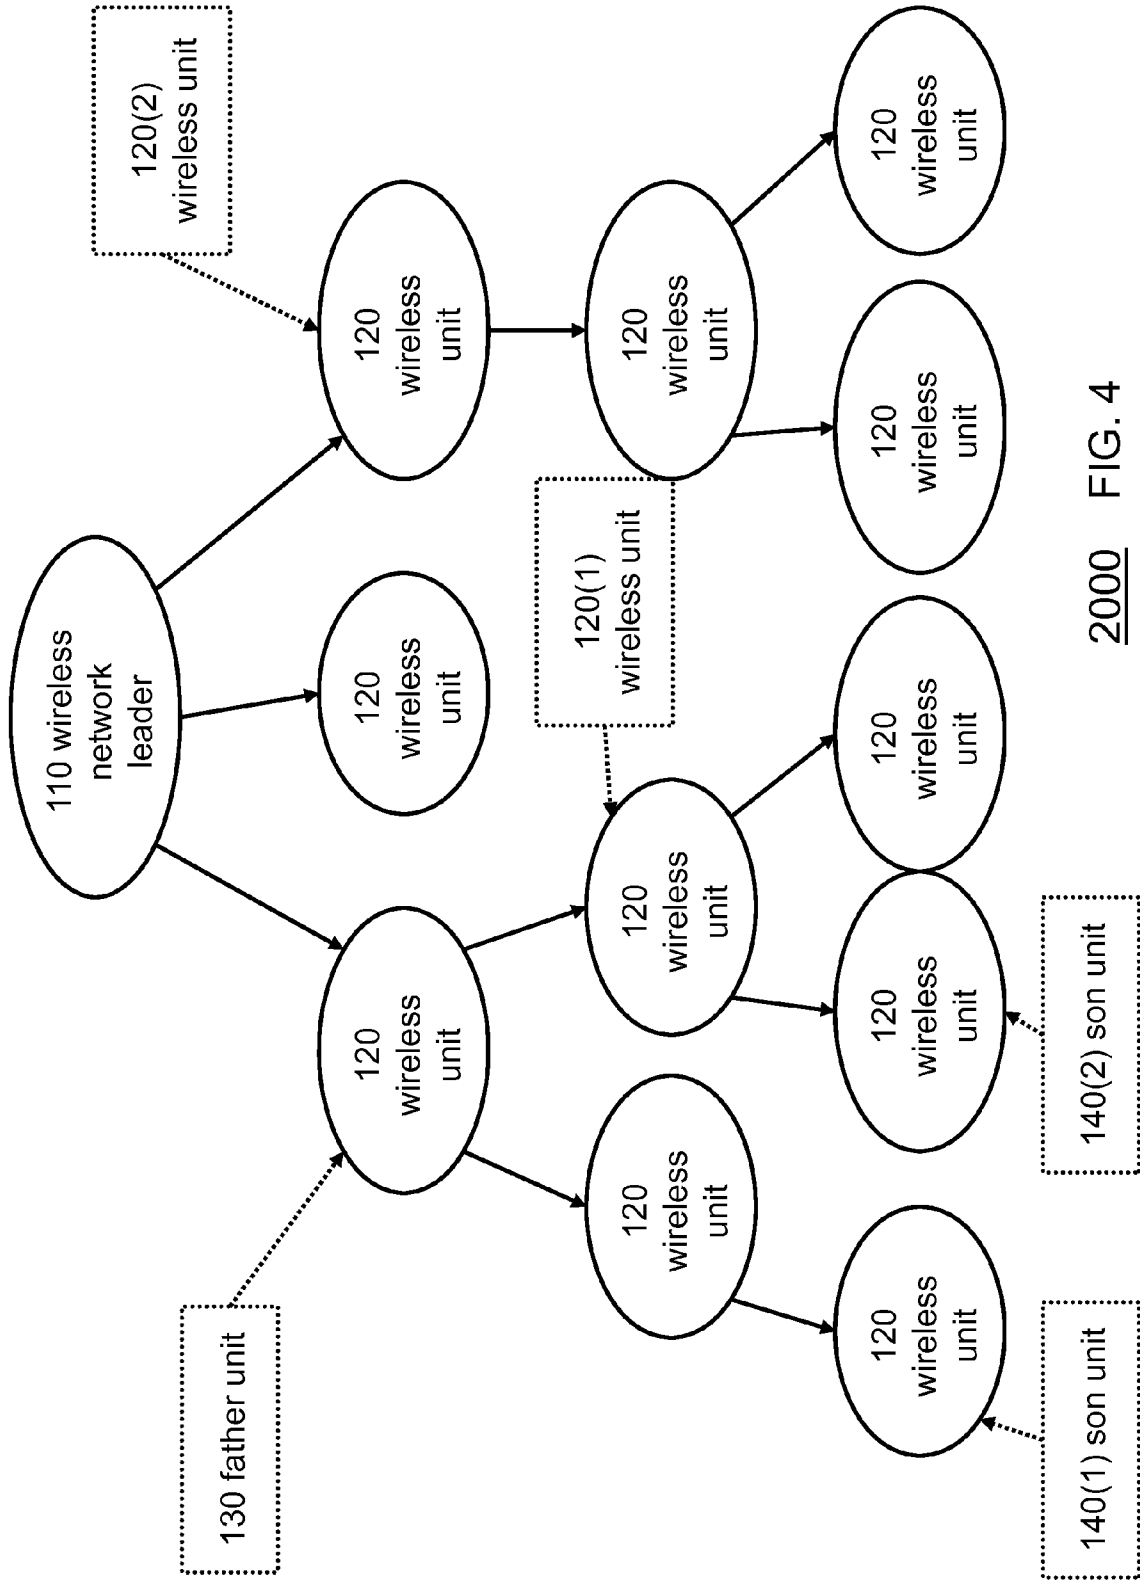 110 wireless
network
leader
120(2)
wireless unit
130 father unit
120
wireless
unit
120
wireless
unit
120
wireless
unit
120(1)
wireless unit
120
wireless
unit
120
wireless
unit
120
wireless
unit
120
wireless
unit
120
wireless
unit
120
wireless
unit
120
wireless
unit
120
wireless
unit
140(1) son unit
140(2) son unit
2000 FIG. 4